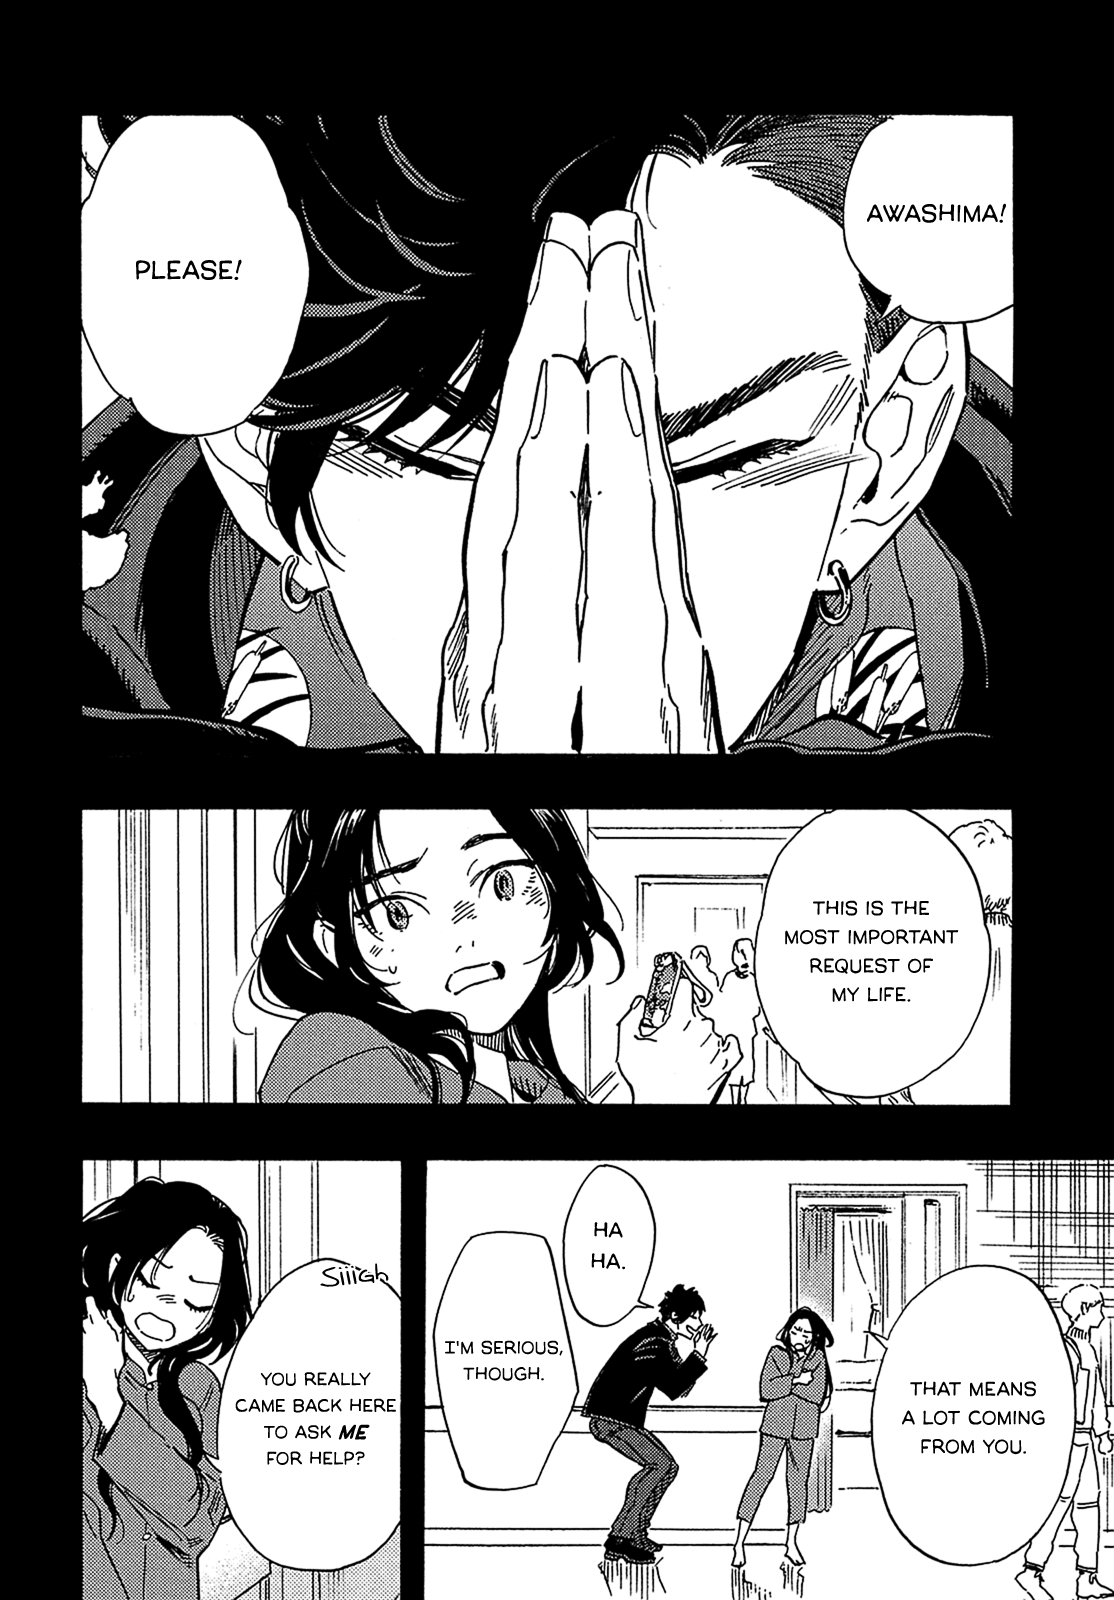 AWASHIMA!
PLEASE!
THIS IS THE
MOST IMPORTANT
REQUEST OF
MY LIFE.
THAT MEANS
A LOT COMING
FROM YOU.
HA
HA.
I'M SERIOUS,
THOUGH.
SiiiGh
YOU REALLY
CAME BACK HERE
TO ASK ME
FOR HELP?